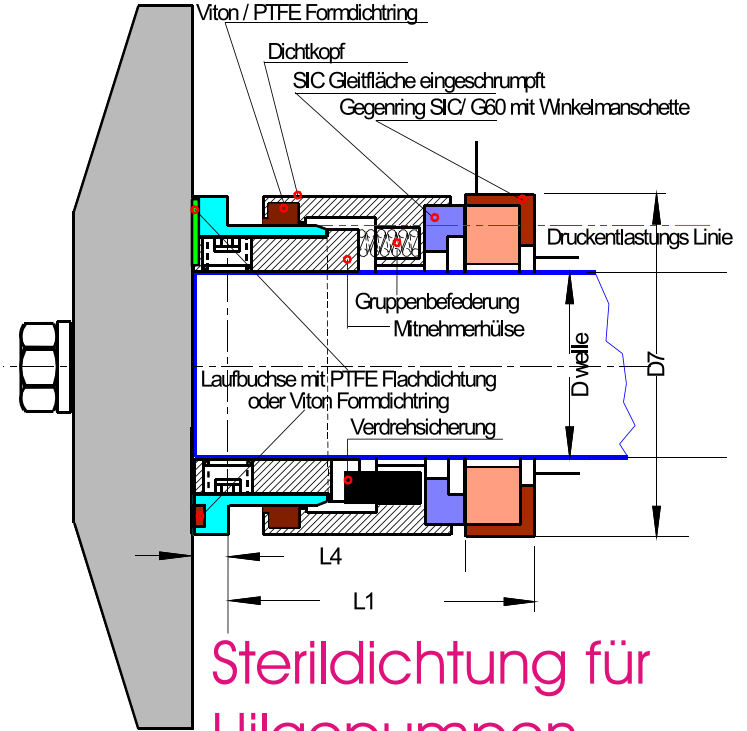 Viton / PTFE Formdichtring
Dichtkopf
SIC Gleitfläche eingeschrumpft
Gegenring SIC/ G60 mit Winkelmanschette
Druckentlastungs Linie
Gruppenbefederung
Mitnehmerhülse
D welle
D7
Laufbuchse mit PTFE Flachdichtung
oder Viton Formdichtring
Verdrehsicherung
L4
L1
Sterildichtung für
Hilgepumpen